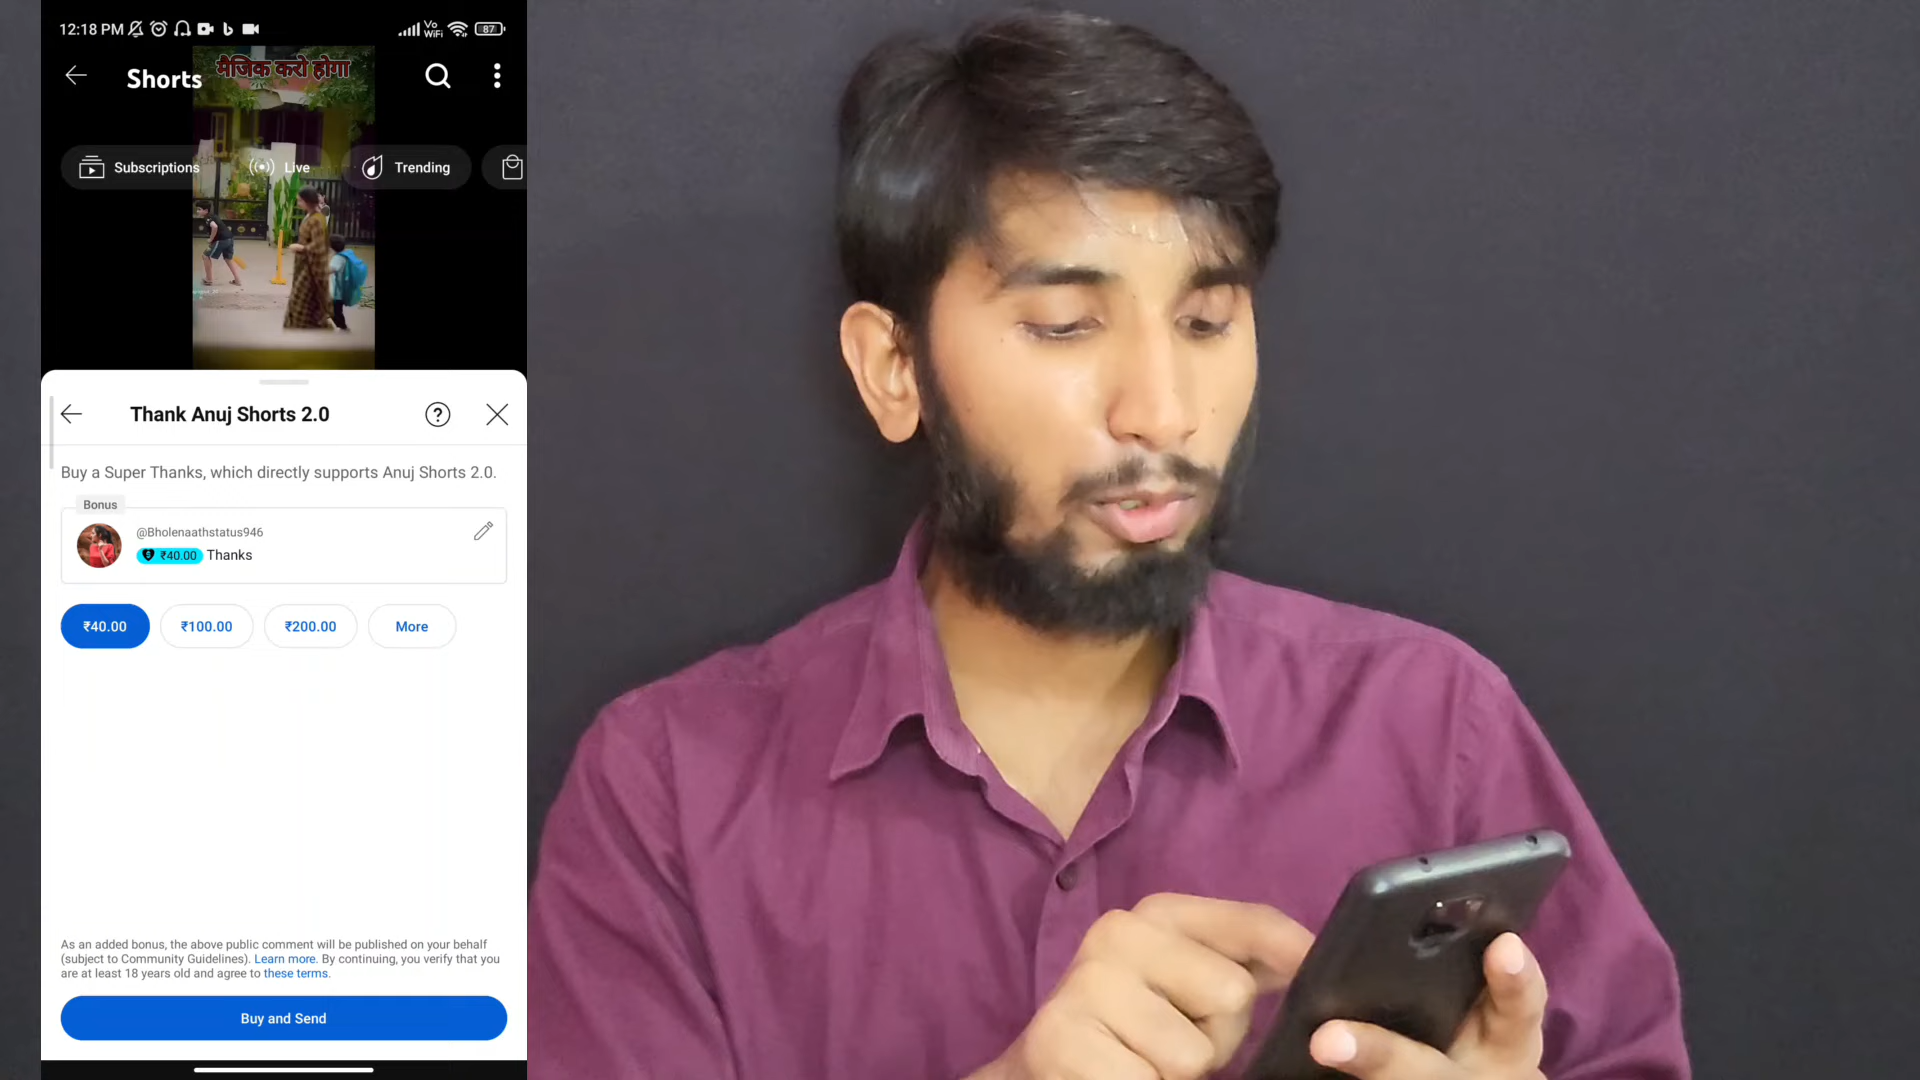 12:18 PM
Vo
WiFi
87
मैजिक करो होगा
Shorts
Subscriptions
Live
Trending
Thank Anuj Shorts 2.0
Buy a Super Thanks, which directly supports Anuj Shorts 2.0.
Bonus
@Bholenaathstatus946
₹40.00 Thanks
₹40.00
₹100.00
₹200.00
More
As an added bonus, the above public comment will be published on your behalf
(subject to Community Guidelines). Learn more. By continuing, you verify that you
are at least 18 years old and agree to these terms.
Buy and Send